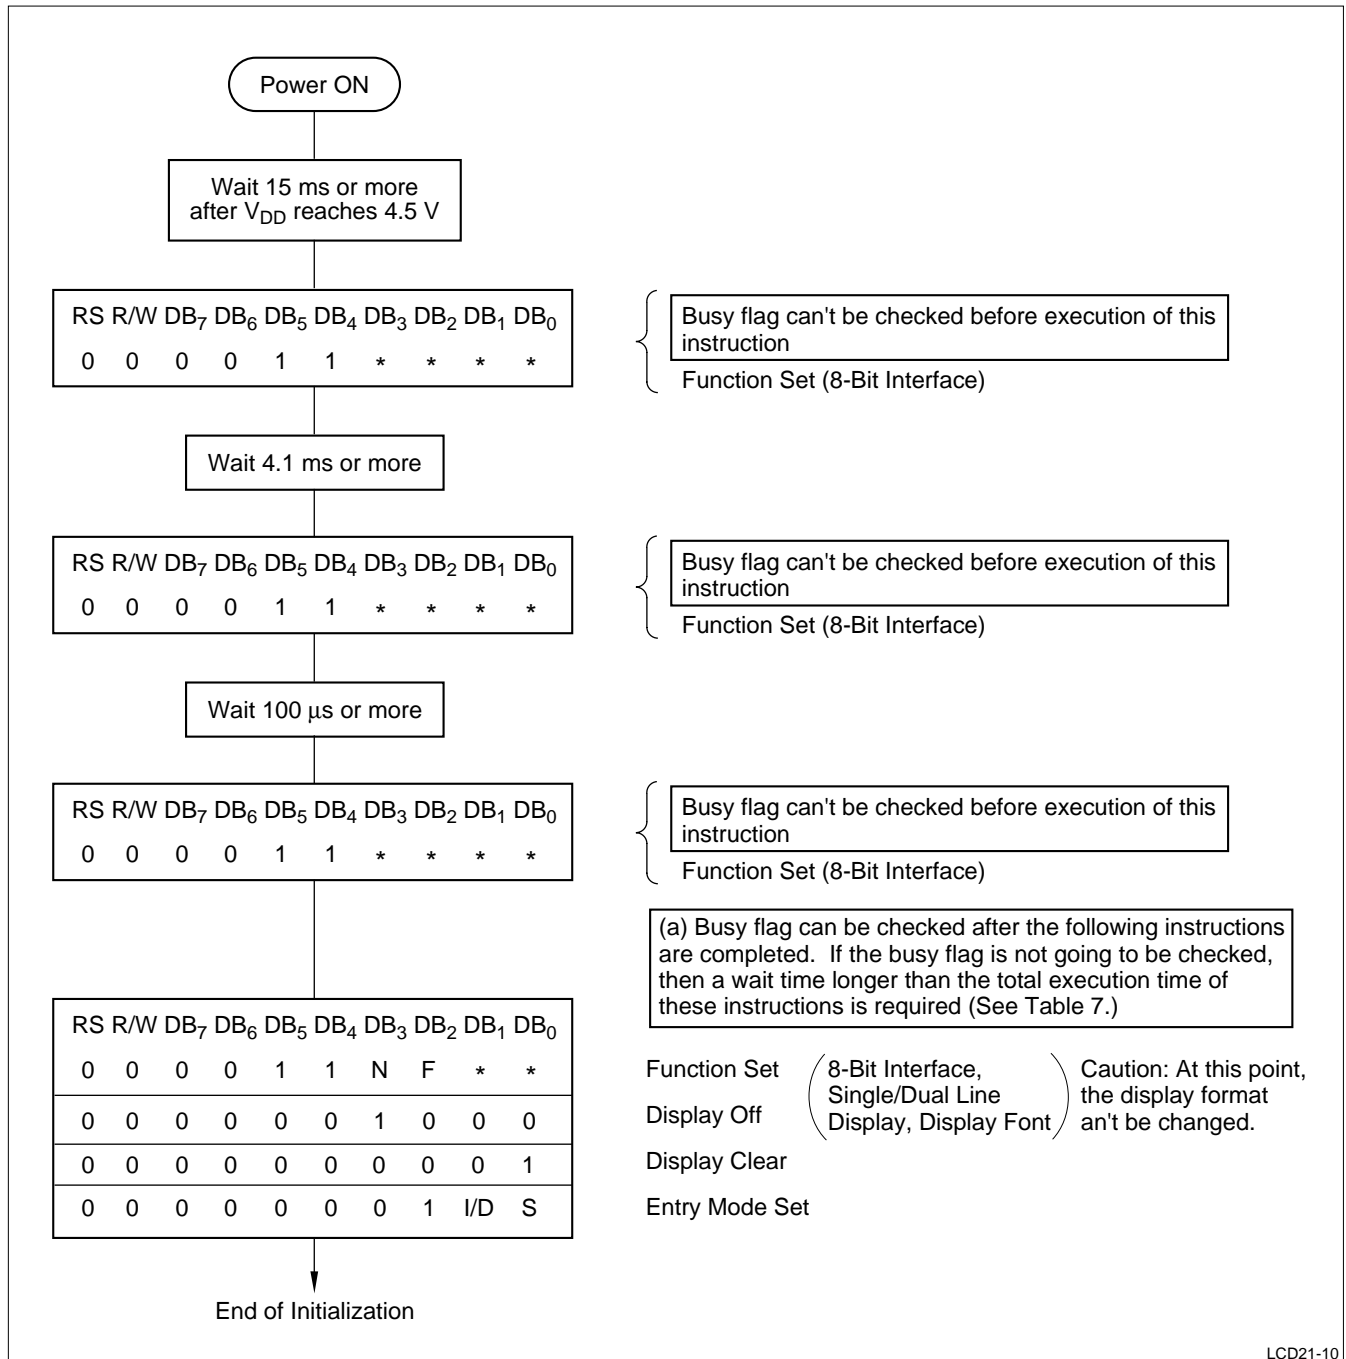 Power ON
Wait 15 ms or more
after VDD reaches 4.5 V
RS R/W DB7 DB6 DB5 DB4 DB3 DB2 DB1 DB0
0 0 0 0 1 1 * * * *
Busy flag can't be checked before execution of this
instruction
Function Set (8-Bit Interface)
Wait 4.1 ms or more
RS R/W DB7 DB6 DB5 DB4 DB3 DB2 DB1 DB0
0 0 0 0 1 1 * * * *
Busy flag can't be checked before execution of this
instruction
Function Set (8-Bit Interface)
Wait 100 μs or more
RS R/W DB7 DB6 DB5 DB4 DB3 DB2 DB1 DB0
0 0 0 0 1 1 * * * *
Busy flag can't be checked before execution of this
instruction
Function Set (8-Bit Interface)
(a) Busy flag can be checked after the following instructions
are completed. If the busy flag is not going to be checked,
then a wait time longer than the total execution time of
these instructions is required (See Table 7.)
RS R/W DB7 DB6 DB5 DB4 DB3 DB2 DB1 DB0
0 0 0 0 1 1 N F * *
0 0 0 0 0 0 1 0 0 0
0 0 0 0 0 0 0 0 0 1
0 0 0 0 0 0 0 1 I/D S
Function Set
Display Off
Display Clear
Entry Mode Set
(8-Bit Interface,
Single/Dual Line
Display, Display Font)
Caution: At this point,
the display format
an't be changed.
End of Initialization
LCD21-10